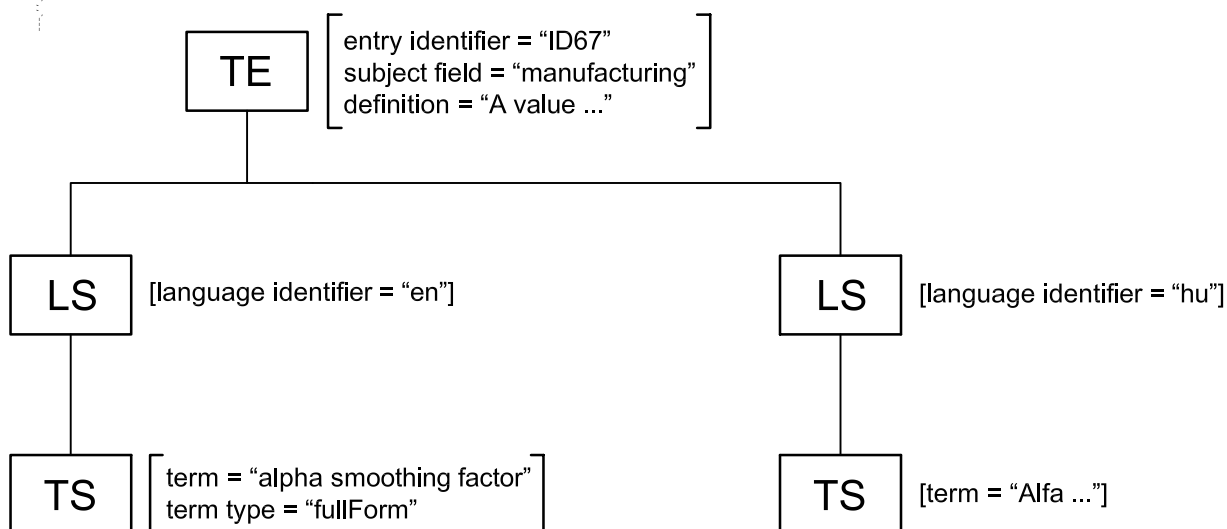 TE
entry identifier = “ID67”
subject field = “manufacturing”
definition = “A value ...”
LS
[language identifier = “en”]
LS
[language identifier = “hu”]
TS
term = “alpha smoothing factor”
term type = “fullForm”
TS
[term = “Alfa ...”]